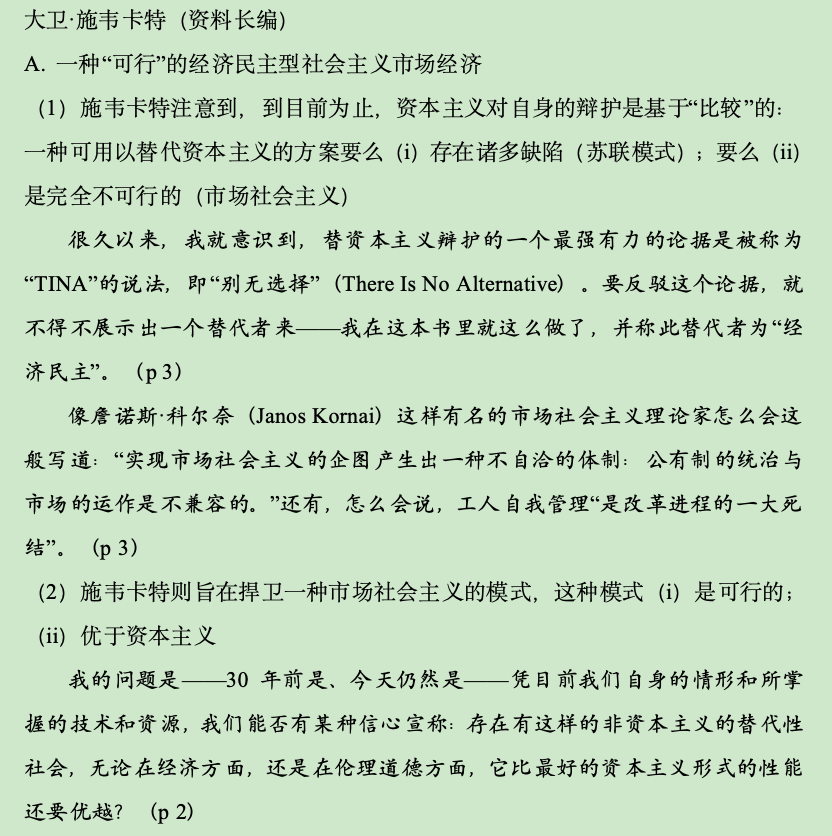 大卫·施韦卡特（资料长编）
A. 一种“可行”的经济民主型社会主义市场经济
（1）施韦卡特注意到，到目前为止，资本主义对自身的辩护是基于“比较”的：
一种可用以替代资本主义的方案要么（i）存在诸多缺陷（苏联模式）；要么（ii）
是完全不可行的（市场社会主义）
很久以来，我就意识到，替资本主义辩护的一个最强有力的论据是被称为
“TINA”的说法，即“别无选择”（There Is No Alternative）。要反驳这个论据，就
不得不展示出一个替代者来——我在这本书里就这么做了，并称此替代者为“经
济民主”。（p 3）
像詹诺斯·科尔奈（Janos Kornai）这样有名的市场社会主义理论家怎么会这
般写道：“实现市场社会主义的企图产生出一种不自洽的体制：公有制的统治与
市场的运作是不兼容的。”还有，怎么会说，工人自我管理“是改革进程的一大死
结”。（p 3）
（2）施韦卡特则旨在捍卫一种市场社会主义的模式，这种模式（i）是可行的；
（ii）优于资本主义
我的问题是——30 年前是、今天仍然是——凭目前我们自身的情形和所掌
握的技术和资源，我们能否有某种信心宣称：存在有这样的非资本主义的替代性
社会，无论在经济方面，还是在伦理道德方面，它比最好的资本主义形式的性能
还要优越？（p 2）